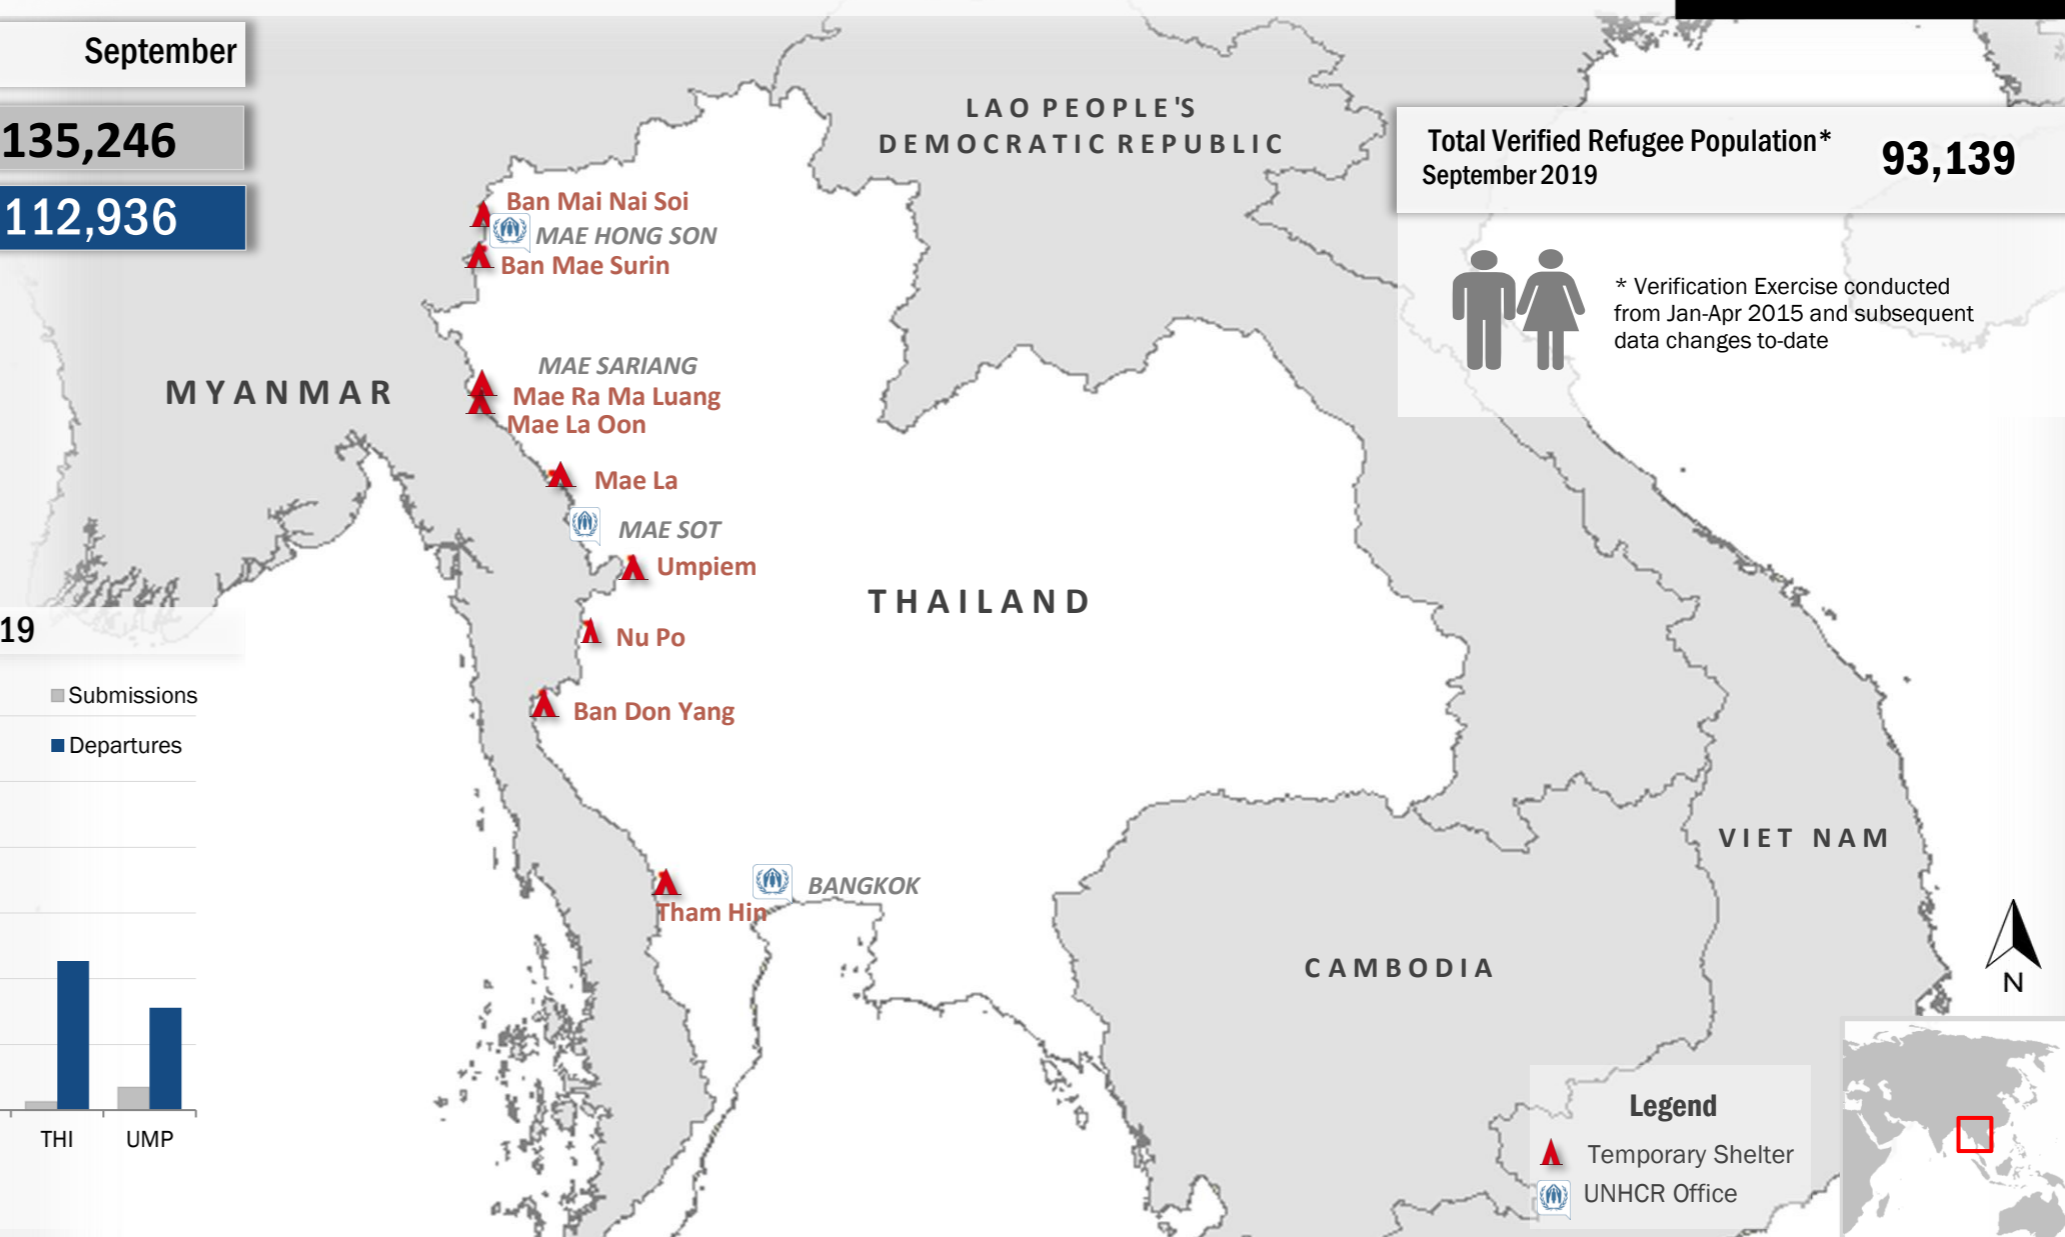 September
135,246
112,936
LAO PEOPLE'S
DEMOCRATIC REPUBLIC
Total Verified Refugee Population*
September 2019
93,139
* Verification Exercise conducted
from Jan-Apr 2015 and subsequent
data changes to-date
Ban Mai Nai Soi
MAE HONG SON
Ban Mae Surin
MYANMAR
MAE SARIANG
Mae Ra Ma Luang
Mae La Oon
Mae La
MAE SOT
Umpiem
THAILAND
Nu Po
Ban Don Yang
19
Submissions
Departures
VIET NAM
BANGKOK
Tham Hin
CAMBODIA
N
THI
UMP
Legend
Temporary Shelter
UNHCR Office